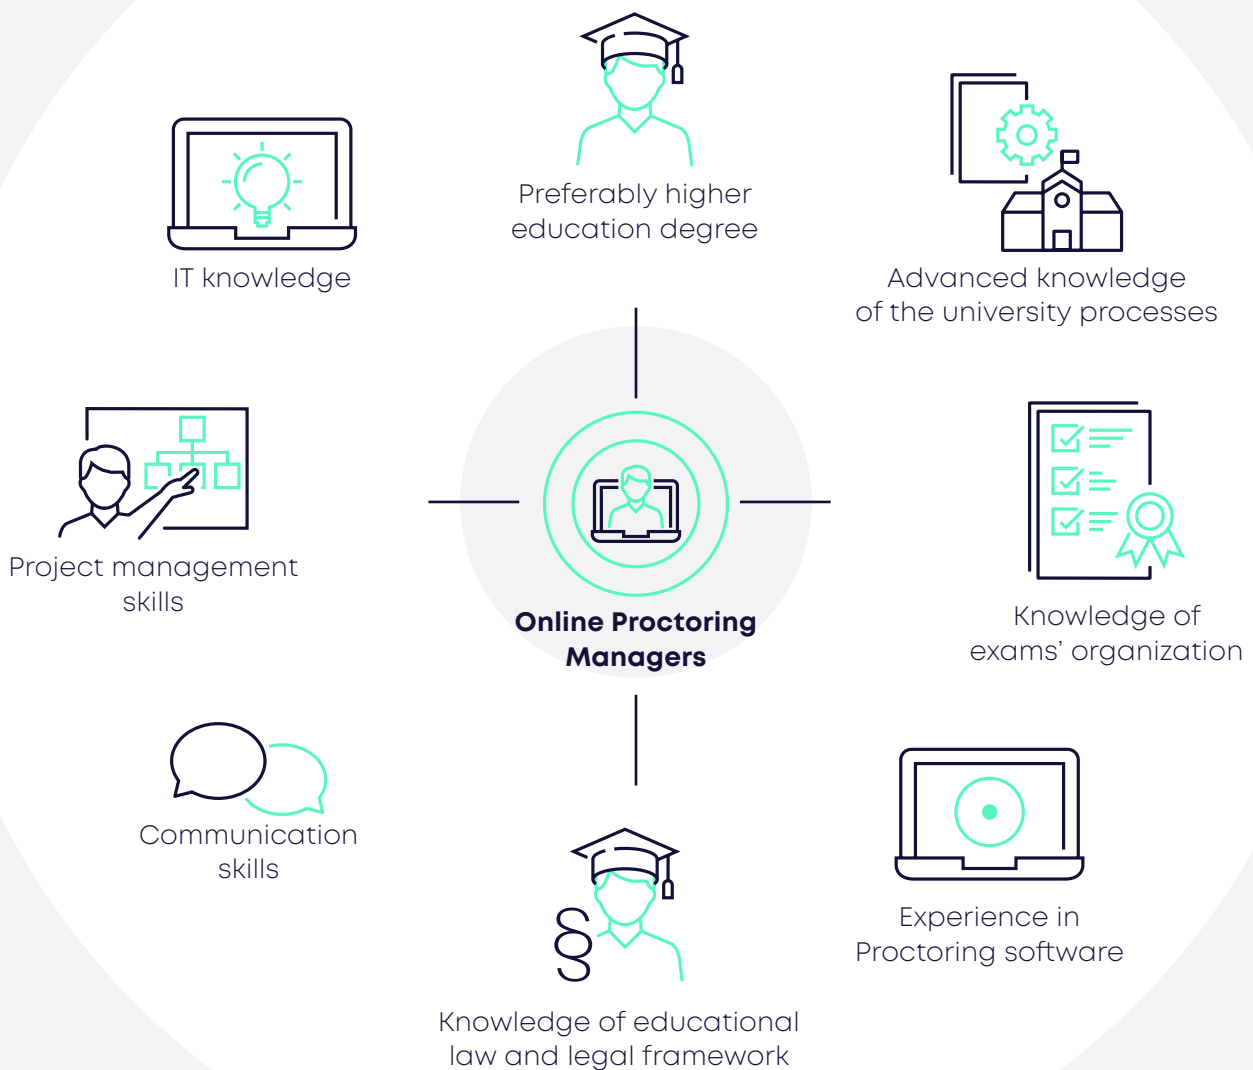 Preferably higher
education degree
IT knowledge
Advanced knowledge
of the university processes
Project management
skills
Online Proctoring
Managers
Knowledge of
exams’ organization
Communication
skills
Experience in
Proctoring software
§
Knowledge of educational
law and legal framework